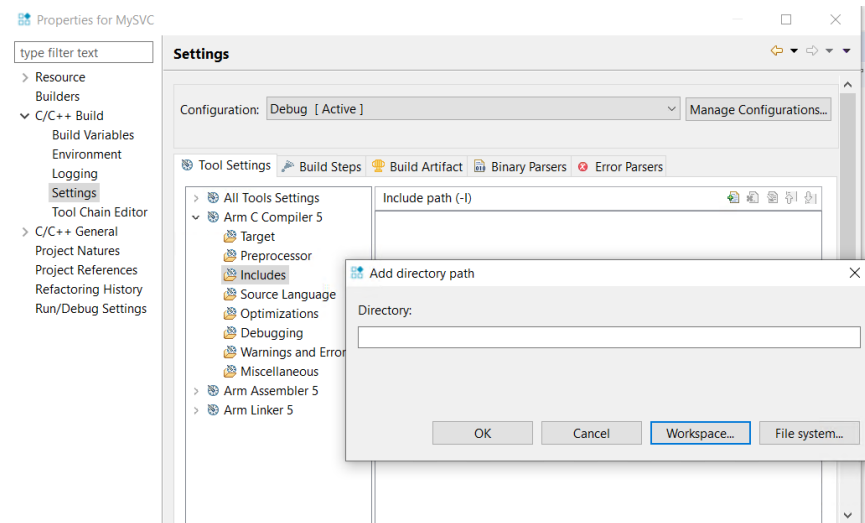 Properties for MySVC
type filter text
Resource
Builders
C/C++ Build
Build Variables
Environment
Logging
Settings
Tool Chain Editor
C/C++ General
Project Natures
Project References
Refactoring History
Run/Debug Settings
Settings
Configuration: Debug [ Active ] Manage Configurations...
Tool Settings Build Steps Build Artifact Binary Parsers Error Parsers
All Tools Settings
Arm C Compiler 5
Target
Preprocessor
Includes
Source Language
Optimizations
Debugging
Warnings and Error
Miscellaneous
Arm Assembler 5
Arm Linker 5
Include path (-I)
Add directory path
Directory:
OK Cancel Workspace... File system...